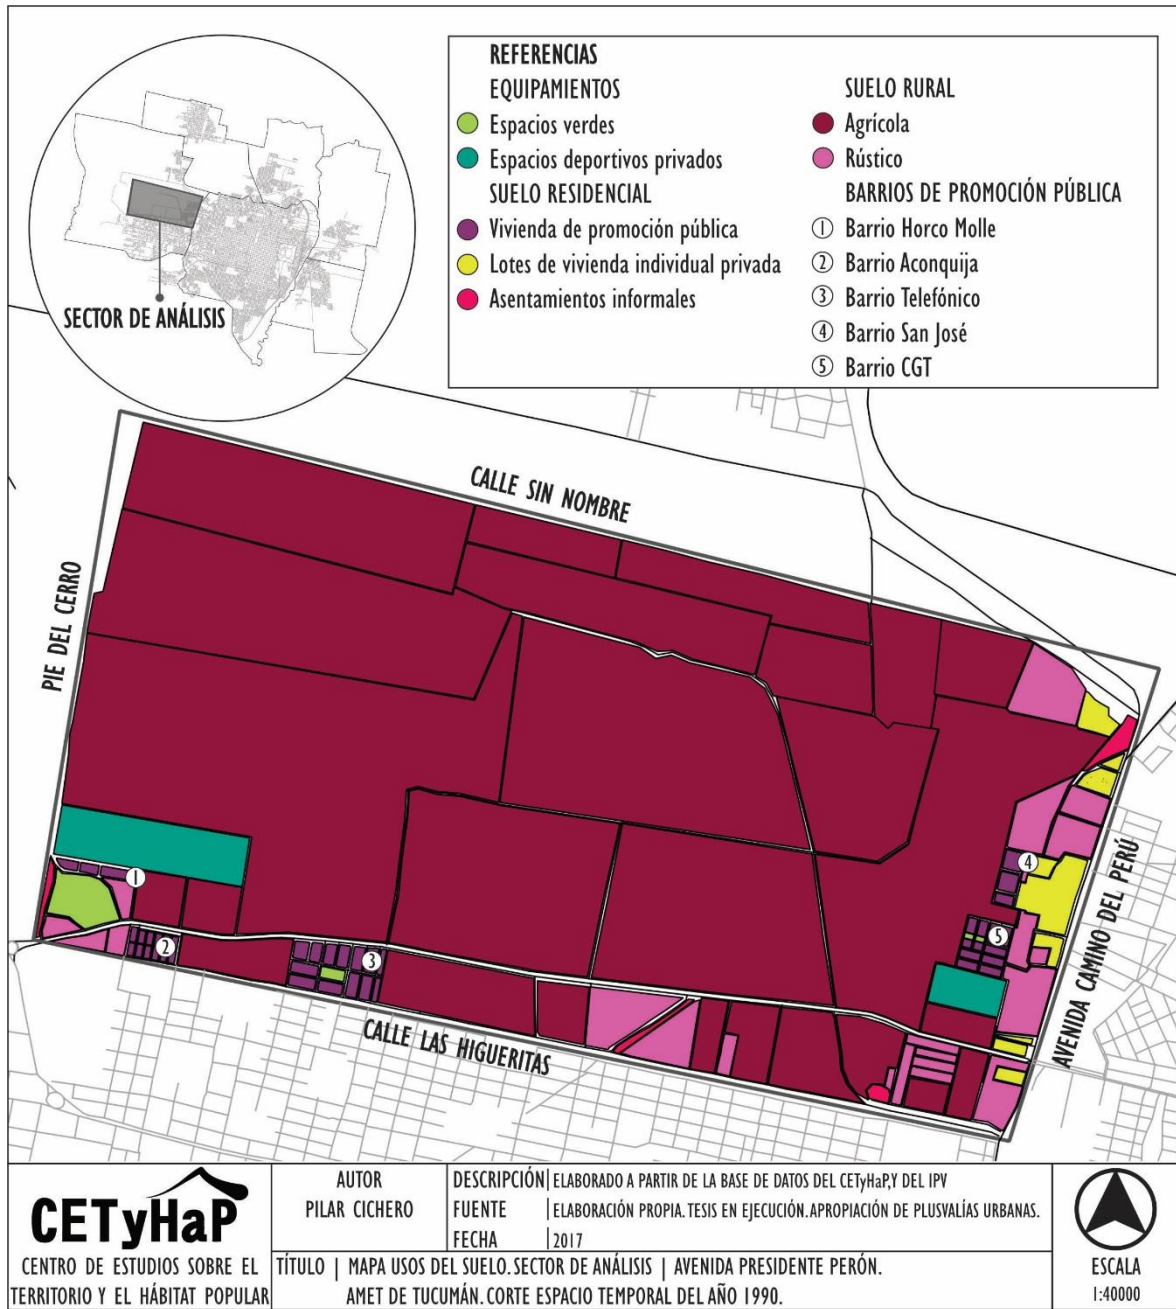 REFERENCIAS
EQUIPAMIENTOS
Espacios verdes
Espacios deportivos privados
SUELO RESIDENCIAL
Vivienda de promoción pública
Lotes de vivienda individual privada
Asentamientos informales
SUELO RURAL
Agrícola
Rústico
BARRIOS DE PROMOCIÓN PÚBLICA
1 Barrio Horco Molle
2 Barrio Aconquija
3 Barrio Telefónico
4 Barrio San José
5 Barrio CGT
SECTOR DE ANÁLISIS
CALLE SIN NOMBRE
PIE DEL CERRO
AVENIDA CAMINO DEL PERÚ
CALLE LAS HIGUERITAS
1
2
3
4
5
CETyHaP
CENTRO DE ESTUDIOS SOBRE EL
TERRITORIO Y EL HÁBITAT POPULAR
AUTOR
PILAR CICHERO
DESCRIPCIÓN | ELABORADO A PARTIR DE LA BASE DE DATOS DEL CETyHaP,Y DEL IPV
FUENTE | ELABORACIÓN PROPIA. TESIS EN EJECUCIÓN. APROPIACIÓN DE PLUSVALÍAS URBANAS.
FECHA | 2017
TÍTULO | MAPA USOS DEL SUELO. SECTOR DE ANÁLISIS | AVENIDA PRESIDENTE PERÓN.
AMET DE TUCUMÁN. CORTE ESPACIO TEMPORAL DEL AÑO 1990.
ESCALA
1:40000